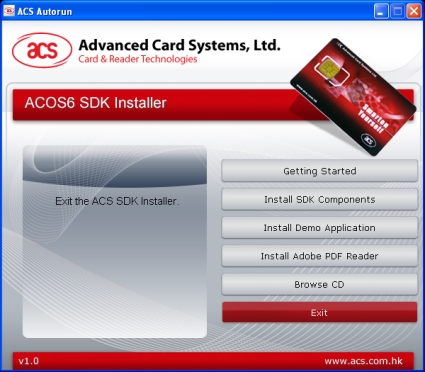 ACS Autorun
ACS
Advanced Card Systems, Ltd.
Card & Reader Technologies
ACOS6 SDK Installer
Smarten
Yourself
ACS
Getting Started
Exit the ACS SDK Installer.
Install SDK Components
Install Demo Application
Install Adobe PDF Reader
Browse CD
Exit
v1.0
www.acs.com.hk